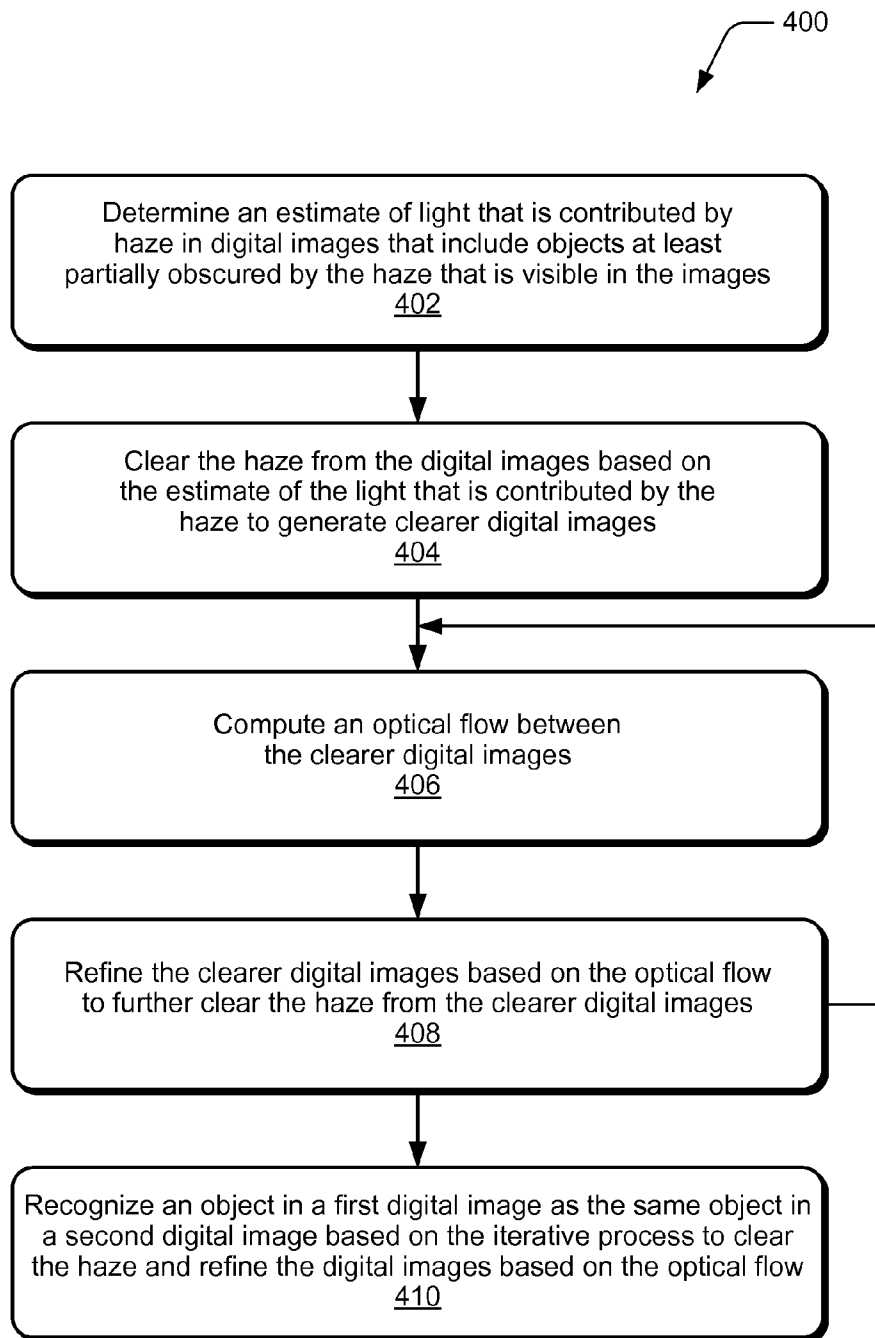 400
Determine an estimate of light that is contributed by
haze in digital images that include objects at least
partially obscured by the haze that is visible in the images
402
Clear the haze from the digital images based on
the estimate of the light that is contributed by the
haze to generate clearer digital images
404
Compute an optical flow between
the clearer digital images
406
Refine the clearer digital images based on the optical flow
to further clear the haze from the clearer digital images
408
Recognize an object in a first digital image as the same object in
a second digital image based on the iterative process to clear
the haze and refine the digital images based on the optical flow
410